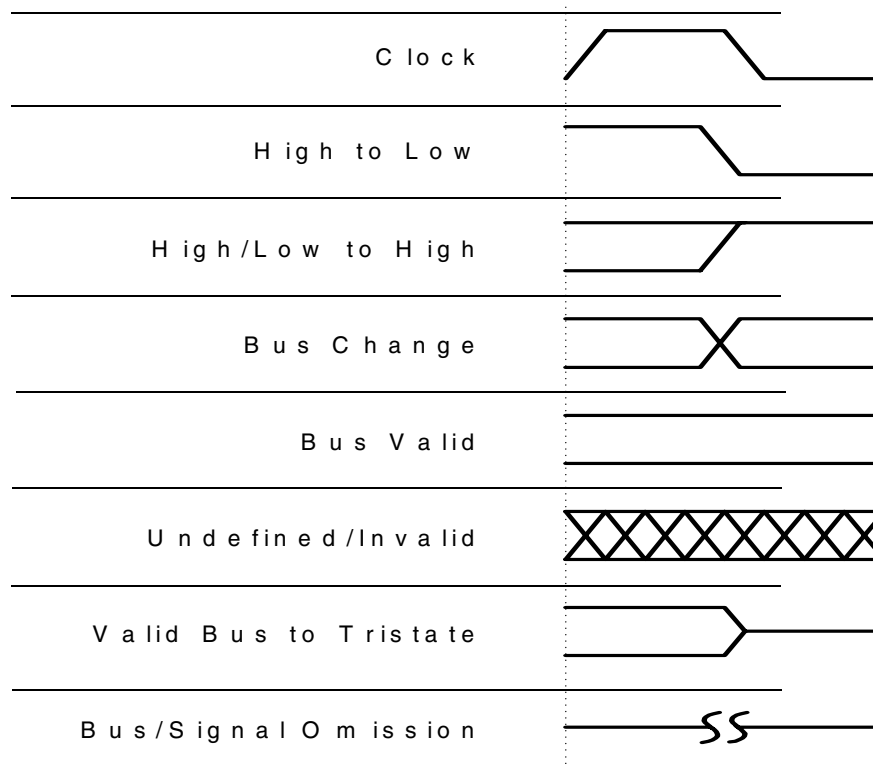 Clock
High to Low
High/Low to High
Bus Change
Bus Valid
Undefined/Invalid
Valid Bus to Tristate
Bus/Signal Omission